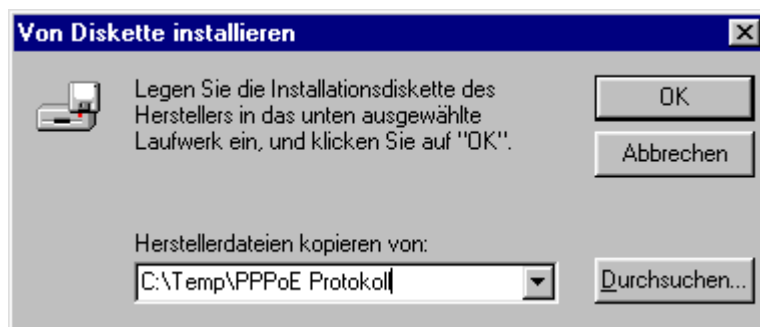 Von Diskette installieren
Legen Sie die Installationsdiskette des
Herstellers in das unten ausgewählte
Laufwerk ein, und klicken Sie auf "OK".
OK
Abbrechen
Herstellerdateien kopieren von:
C:\Temp\PPPoE Protokoll
Durchsuchen...